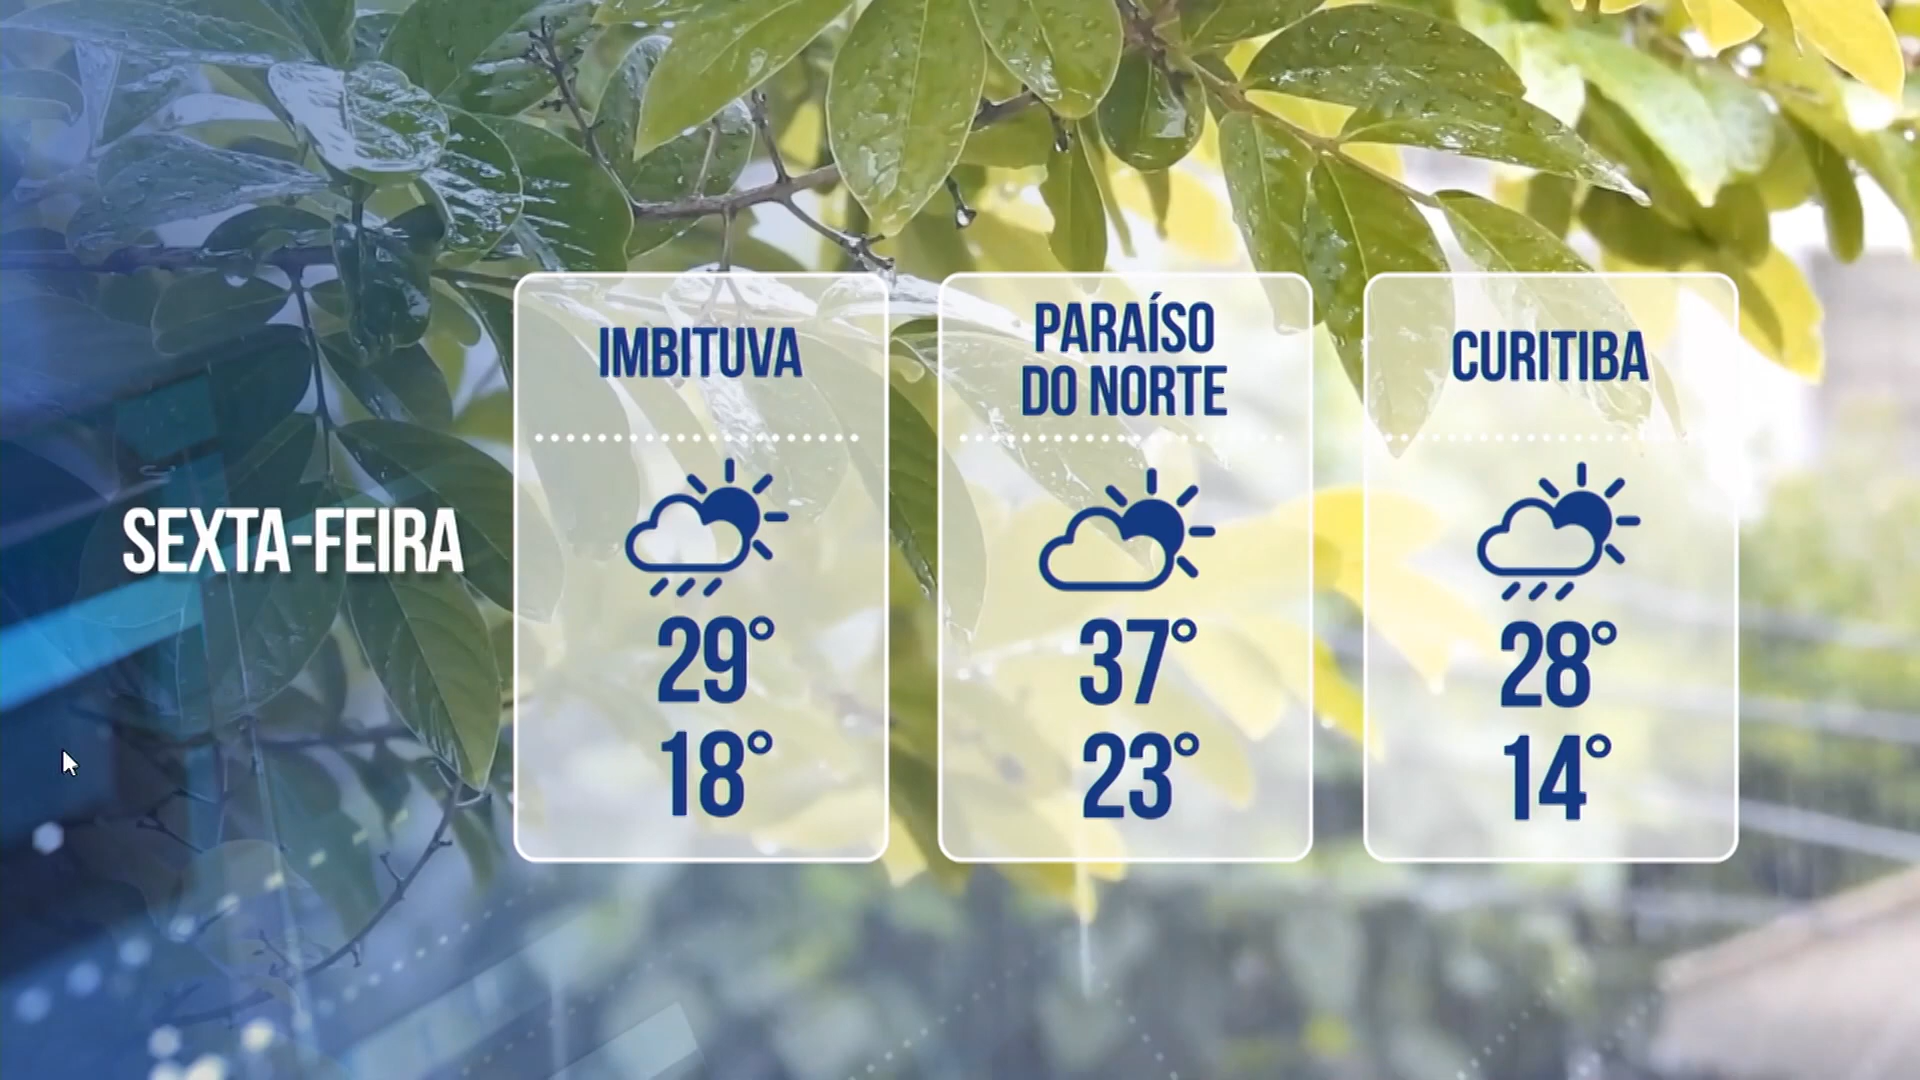 SEXTA-FEIRA
IMBITUVA
29°
18°
PARAÍSO
DO NORTE
37°
23°
CURITIBA
28°
14°